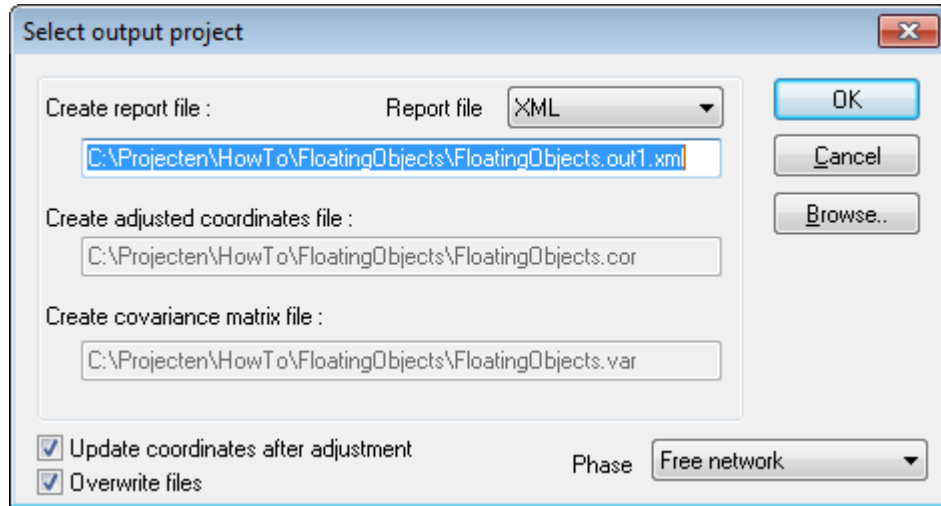 Select output project
Create report file : Report file XML OK
C:\Projecten\HowTo\FloatingObjects\FloatingObjects.out1.xml
Cancel
Create adjusted coordinates file :
Browse..
C:\Projecten\HowTo\FloatingObjects\FloatingObjects.cor
Create covariance matrix file :
C:\Projecten\HowTo\FloatingObjects\FloatingObjects.var
Update coordinates after adjustment
Phase Free network
Overwrite files